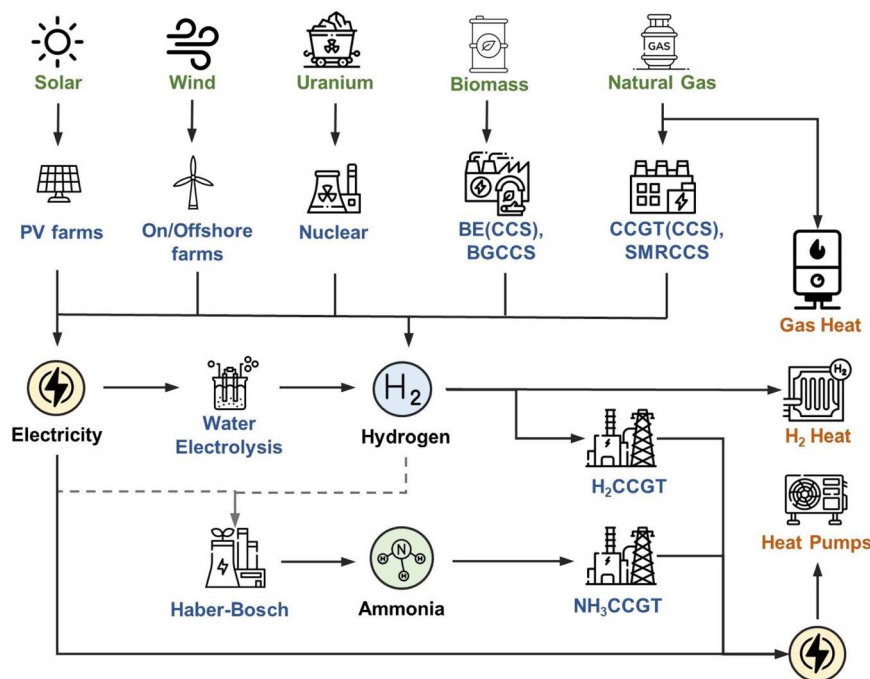 GAS
Solar
Wind
Uranium
Biomass
Natural Gas
PV farms
On/Offshore
farms
Nuclear
BE(CCS),
BGCCS
CCGT(CCS),
SMRCCS
Gas Heat
H₂
H₂
Electricity
Water
Electrolysis
Hydrogen
H₂ Heat
H₂CCGT
Heat Pumps
N
H
H
H
Haber-Bosch
Ammonia
NH₃CCGT